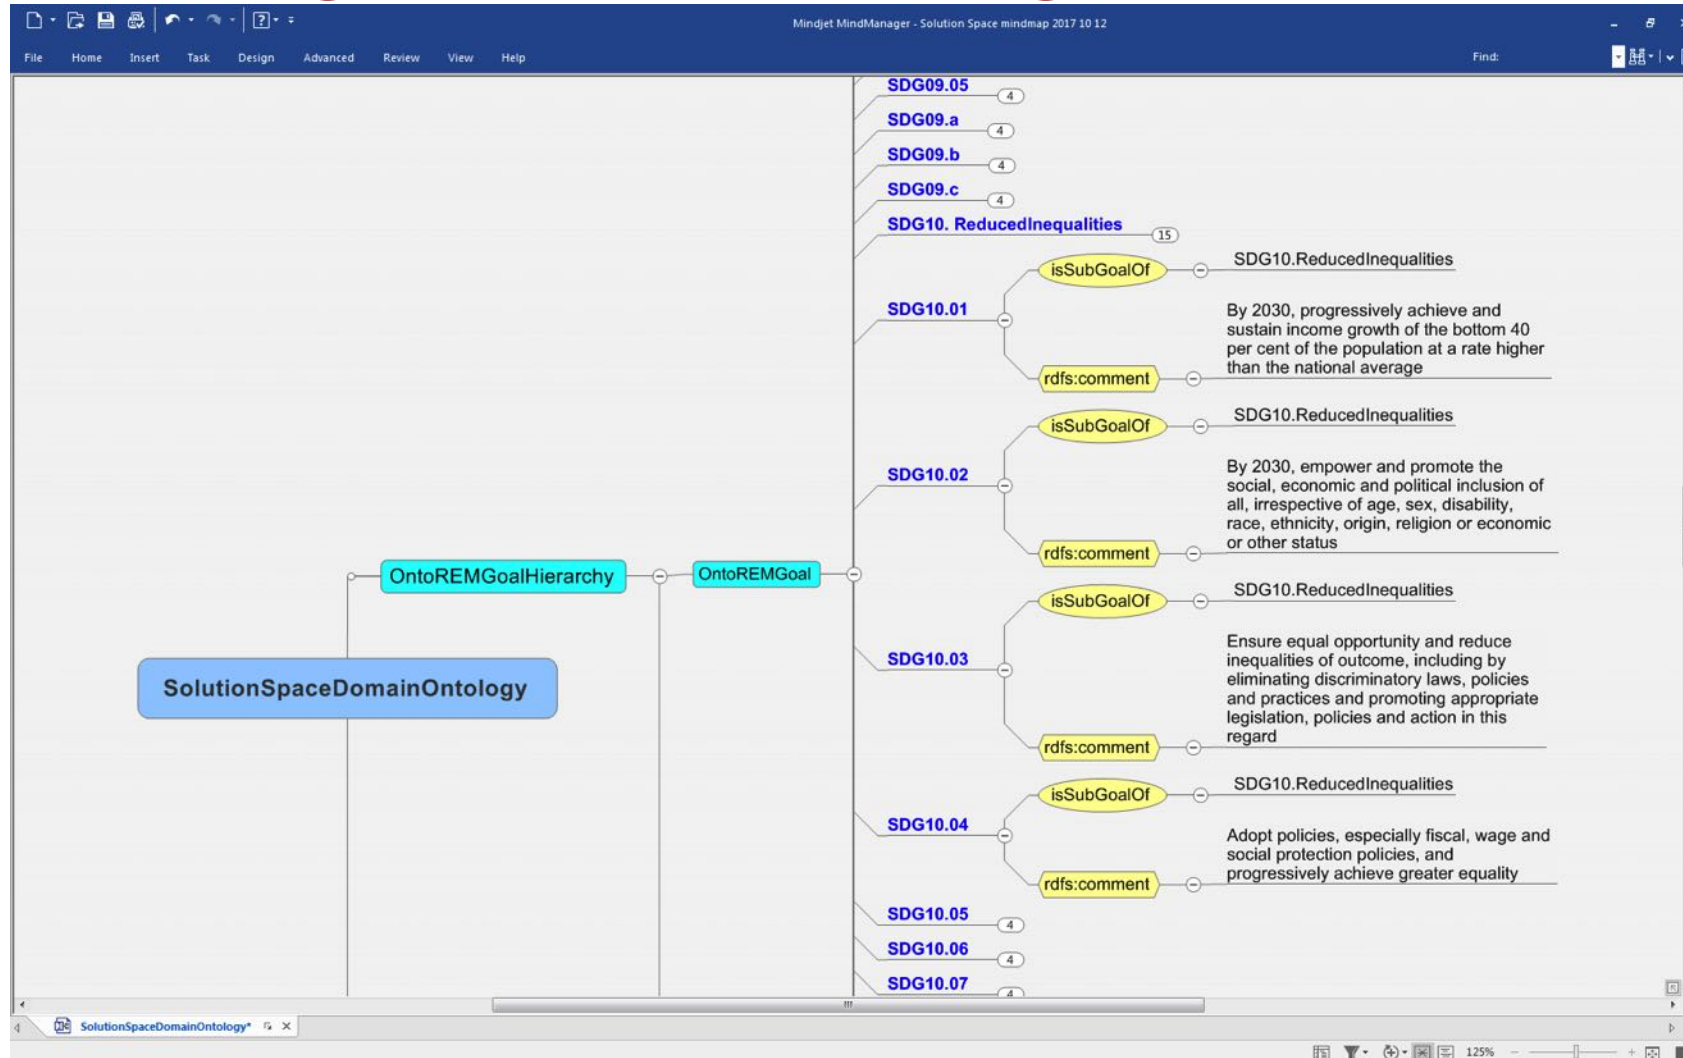 Mindjet MindManager - Solution Space mindmap 2017 10 12
File Home Insert Task Design Advanced Review View Help Find:
SDG09.05 4
SDG09.a 4
SDG09.b 4
SDG09.c 4
SDG10. ReducedInequalities 15
isSubGoalOf SDG10.ReducedInequalities
SDG10.01
By 2030, progressively achieve and
sustain income growth of the bottom 40
per cent of the population at a rate higher
than the national average
rdfs:comment
isSubGoalOf SDG10.ReducedInequalities
SDG10.02
By 2030, empower and promote the
social, economic and political inclusion of
all, irrespective of age, sex, disability,
race, ethnicity, origin, religion or economic
or other status
rdfs:comment
OntoREMGoalHierarchy OntoREMGoal
isSubGoalOf SDG10.ReducedInequalities
SolutionSpaceDomainOntology
SDG10.03
Ensure equal opportunity and reduce
inequalities of outcome, including by
eliminating discriminatory laws, policies
and practices and promoting appropriate
legislation, policies and action in this
regard
rdfs:comment
isSubGoalOf SDG10.ReducedInequalities
SDG10.04
Adopt policies, especially fiscal, wage and
social protection policies, and
progressively achieve greater equality
rdfs:comment
SDG10.05 4
SDG10.06 4
SDG10.07 4
SolutionSpaceDomainOntology*
125%